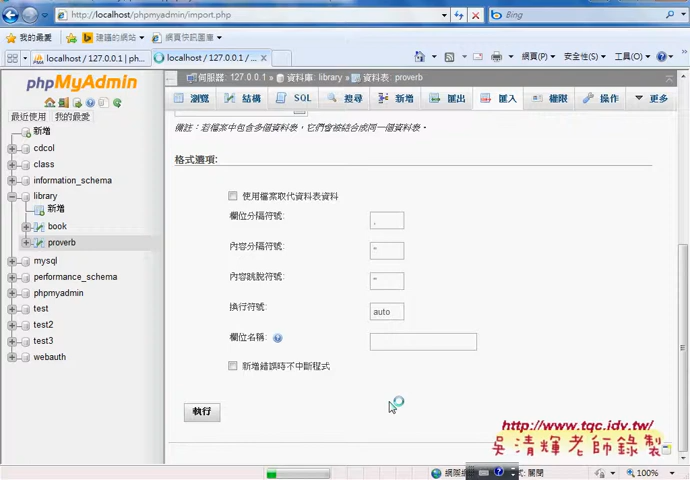 http://localhost/phpmyadmin/import.php
Bing
我的最愛
建議的網站
我的網頁快訊圖庫
localhost / 127.0.0.1 | ph...
localhost / 127.0.0.1 / ...
網頁(P)
安全性(S)
工具(O)
phpMyAdmin
最近使用
我的最愛
新增
cdcol
class
information_schema
library
新增
book
proverb
mysql
performance_schema
phpmyadmin
test
test2
test3
webauth
伺服器: 127.0.0.1 » 資料庫: library » 資料表: proverb
瀏覽
結構
SQL
搜尋
新增
匯出
匯入
權限
操作
更多
備註：若檔案中包含多個資料表，它們會被結合成同一個資料表。
格式選項:
使用檔案取代資料表資料
欄位分隔符號:
,
內容分隔符號:
"
內容跳脫符號:
"
換行符號:
auto
欄位名稱:
新增錯誤時不中斷程式
執行
http://www.tqc.idv.tw/
吳清輝老師錄製
式: 關閉
100%